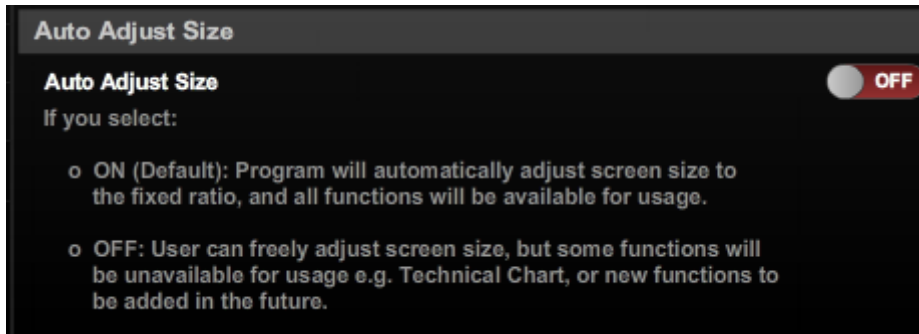 Auto Adjust Size
Auto Adjust Size
OFF
If you select:
o ON (Default): Program will automatically adjust screen size to
the fixed ratio, and all functions will be available for usage.
o OFF: User can freely adjust screen size, but some functions will
be unavailable for usage e.g. Technical Chart, or new functions to
be added in the future.